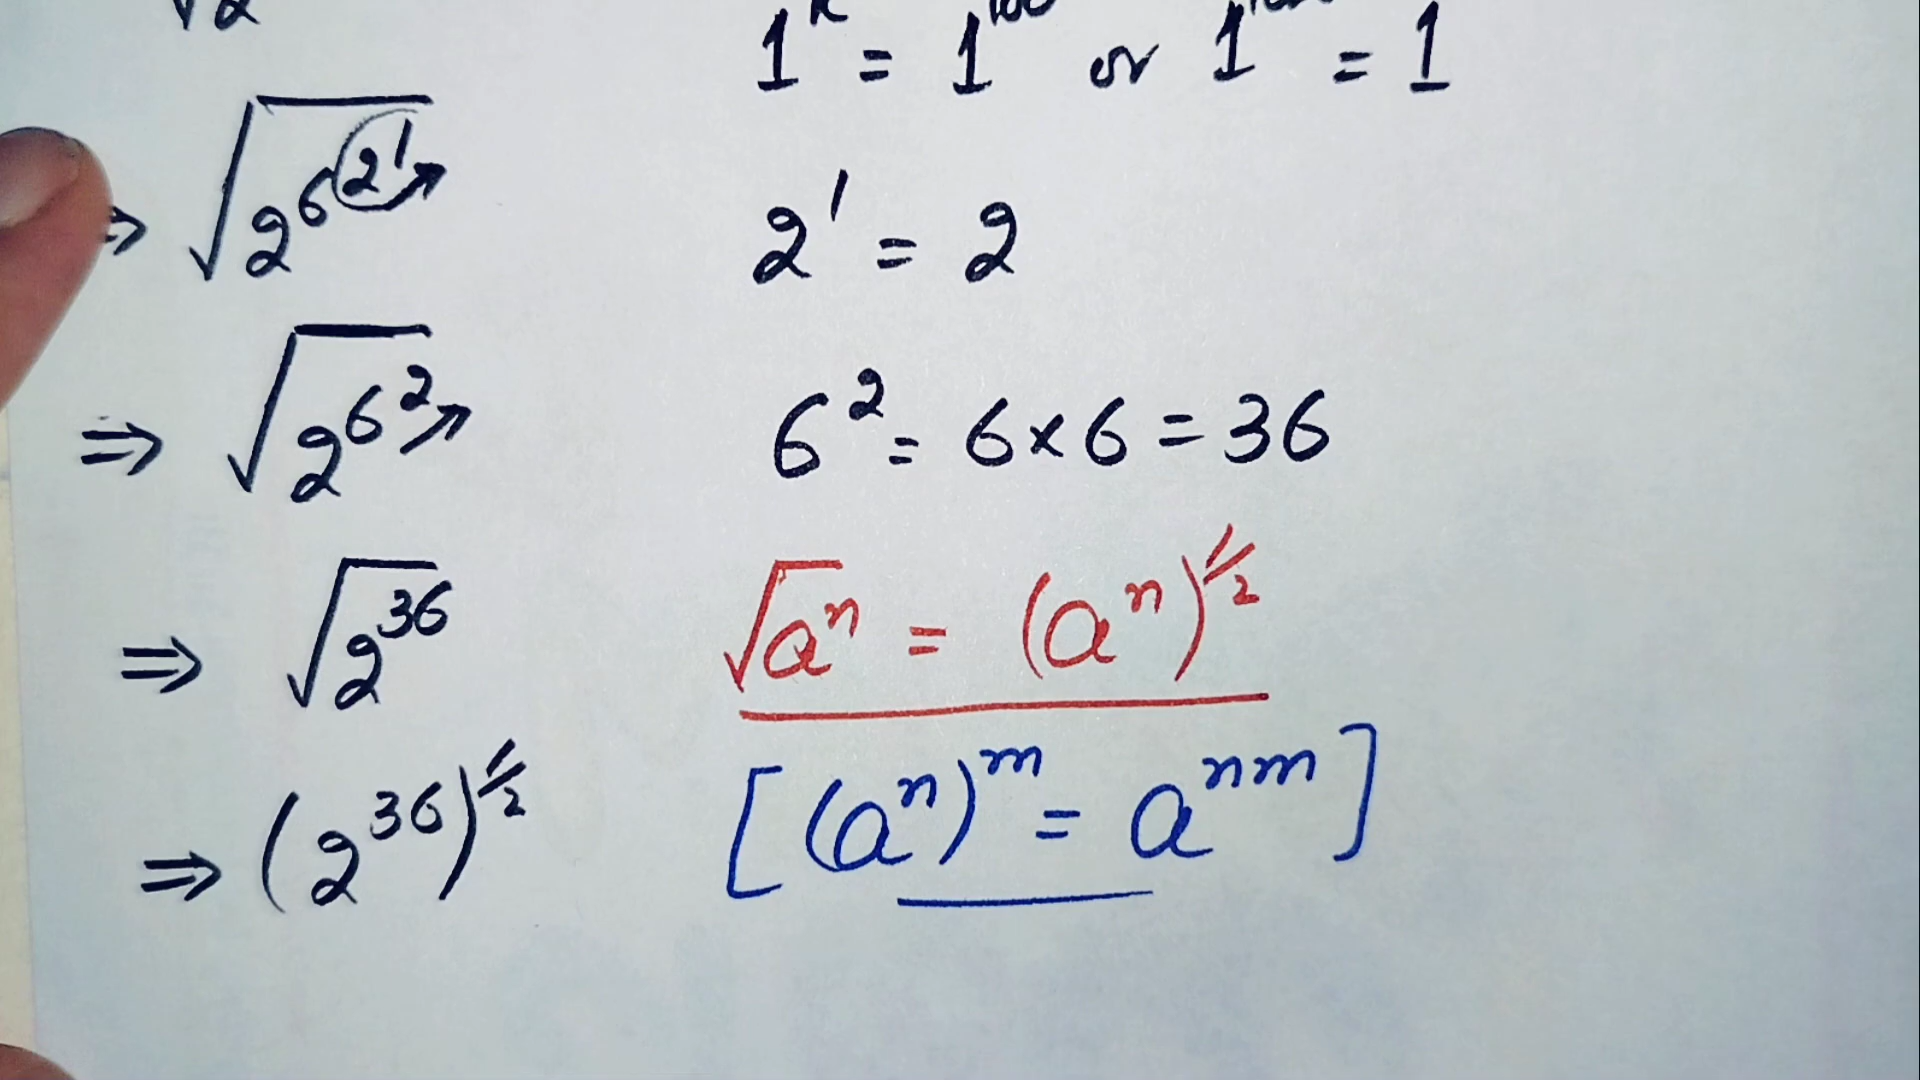 √2
1 = 1 or 1 = 1
⇒ √(2^6^2^1)
2^1 = 2
⇒ √(2^6^2)
6^2 = 6×6 = 36
⇒ √(2^36)
√(a^n) = (a^n)^1/2
⇒ (2^36)^1/2
[(a^n)^m = a^nm]